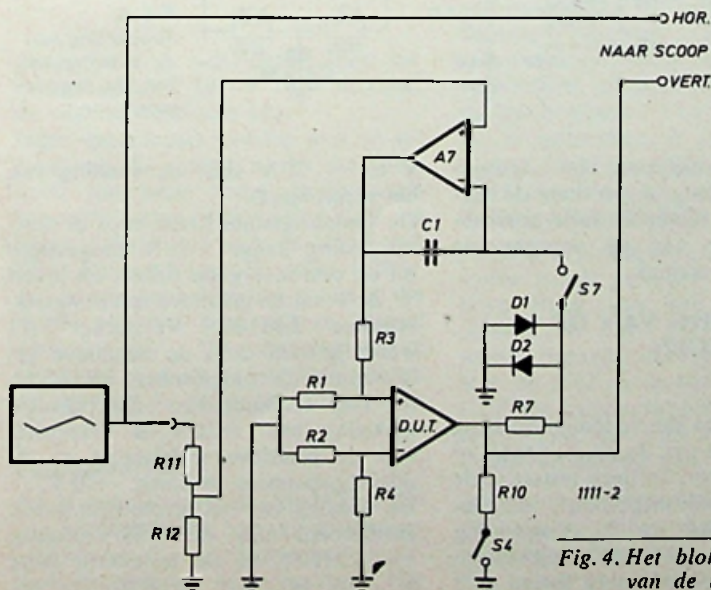 HOR.
NAAR SCOOP
VERT.
A7
+
−
C1
S7
D1
D2
R3
R1
+
R2
−
D.U.T.
R7
R11
R4
R10
1111-2
R12
S4
Fig. 4. Het blok
van de